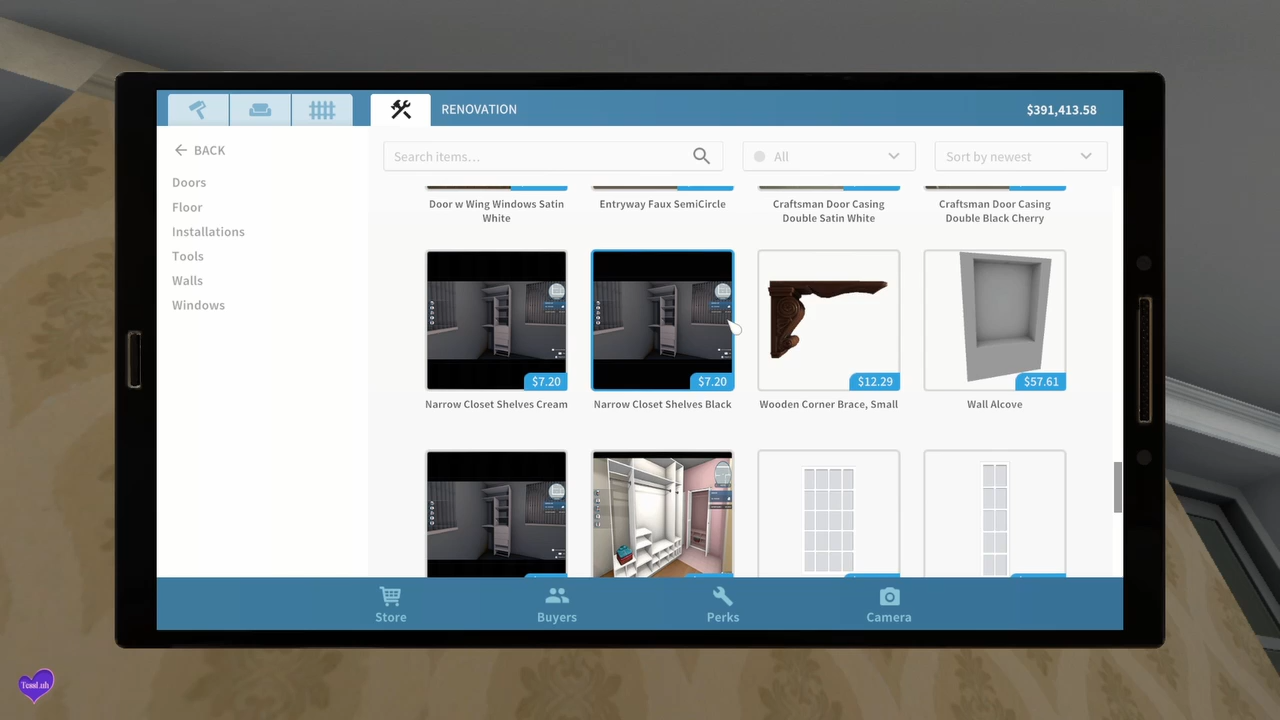 RENOVATION
$391,413.58
BACK
Search items...
All
Sort by newest
Doors
Floor
Installations
Tools
Walls
Windows
Door w Wing Windows Satin
White
Entryway Faux SemiCircle
Craftsman Door Casing
Double Satin White
Craftsman Door Casing
Double Black Cherry
$7.20
$7.20
$12.29
$57.61
Narrow Closet Shelves Cream
Narrow Closet Shelves Black
Wooden Corner Brace, Small
Wall Alcove
Store
Buyers
Perks
Camera